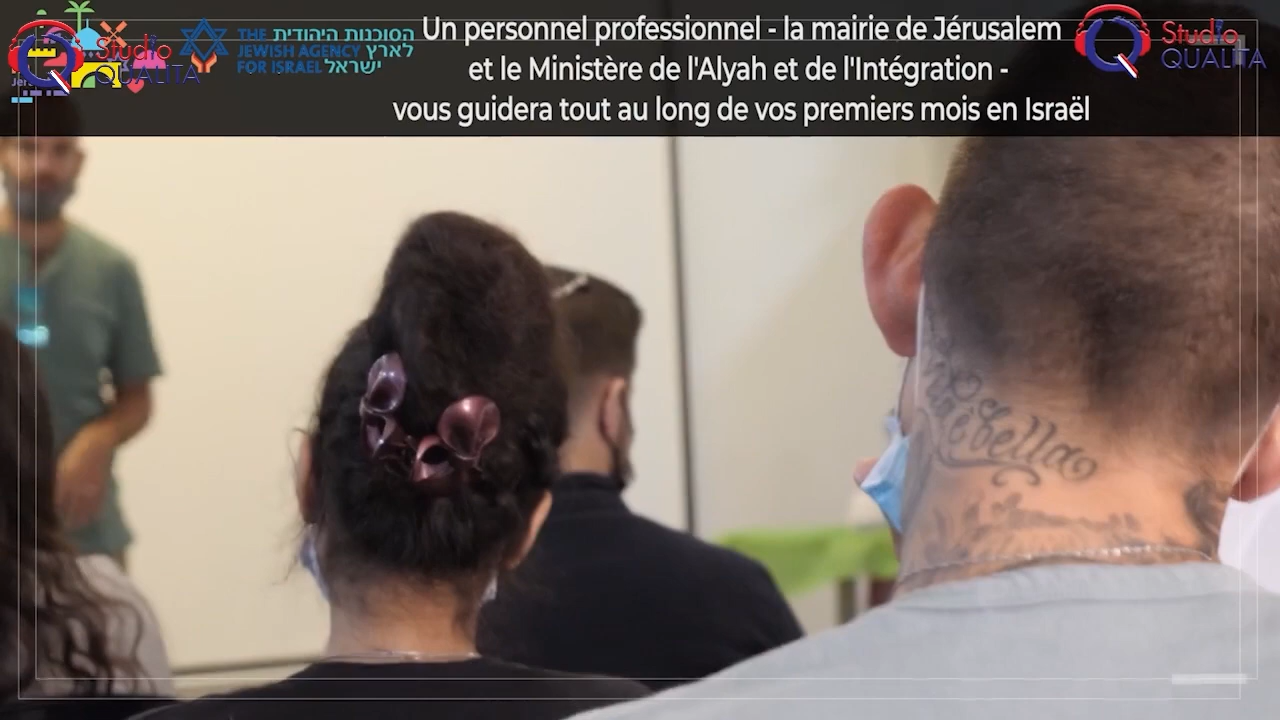 Un personnel professionnel - la mairie de Jérusalem
et le Ministère de l'Alyah et de l'Intégration -
vous guidera tout au long de vos premiers mois en Israël
THE
JEWISH AGENCY
FOR ISRAEL
הסוכנות היהודית
לארץ
ישראל
Studio
QUALITA
Studio
QUALITA
è bella